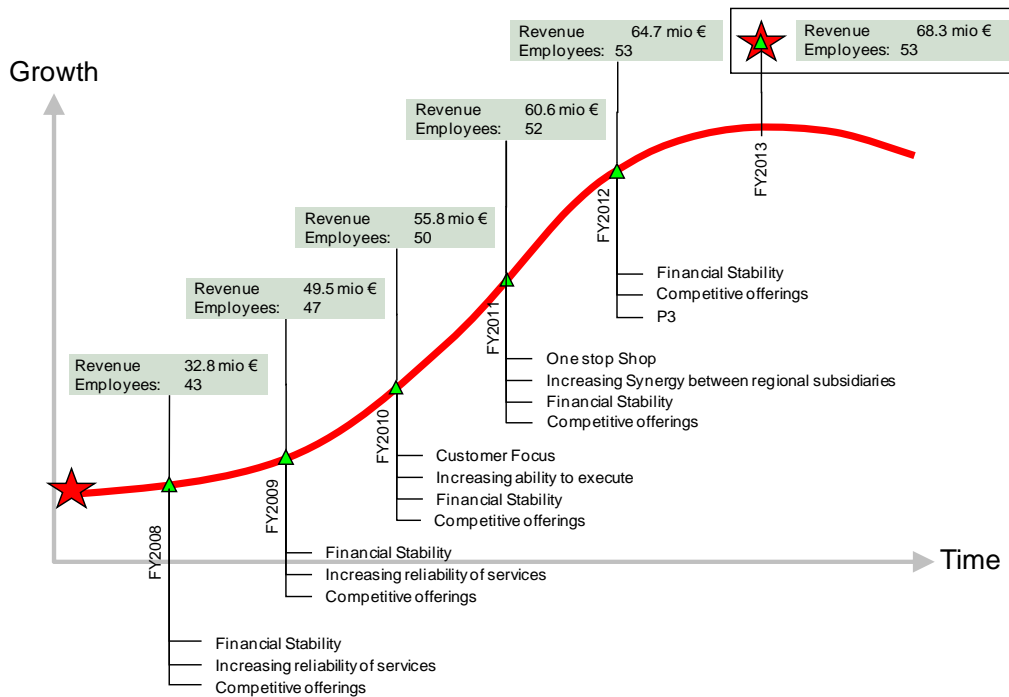 Growth
Revenue 64.7 mio €
Employees: 53
Revenue 68.3 mio €
Employees: 53
Revenue 60.6 mio €
Employees: 52
Revenue 55.8 mio €
Employees: 50
Revenue 49.5 mio €
Employees: 47
Revenue 32.8 mio €
Employees: 43
FY2013
FY2012
Financial Stability
Competitive offerings
P3
FY2011
One stop Shop
Increasing Synergy between regional subsidiaries
Financial Stability
Competitive offerings
FY2010
Customer Focus
Increasing ability to execute
Financial Stability
Competitive offerings
FY2009
Financial Stability
Increasing reliability of services
Competitive offerings
FY2008
Financial Stability
Increasing reliability of services
Competitive offerings
Time